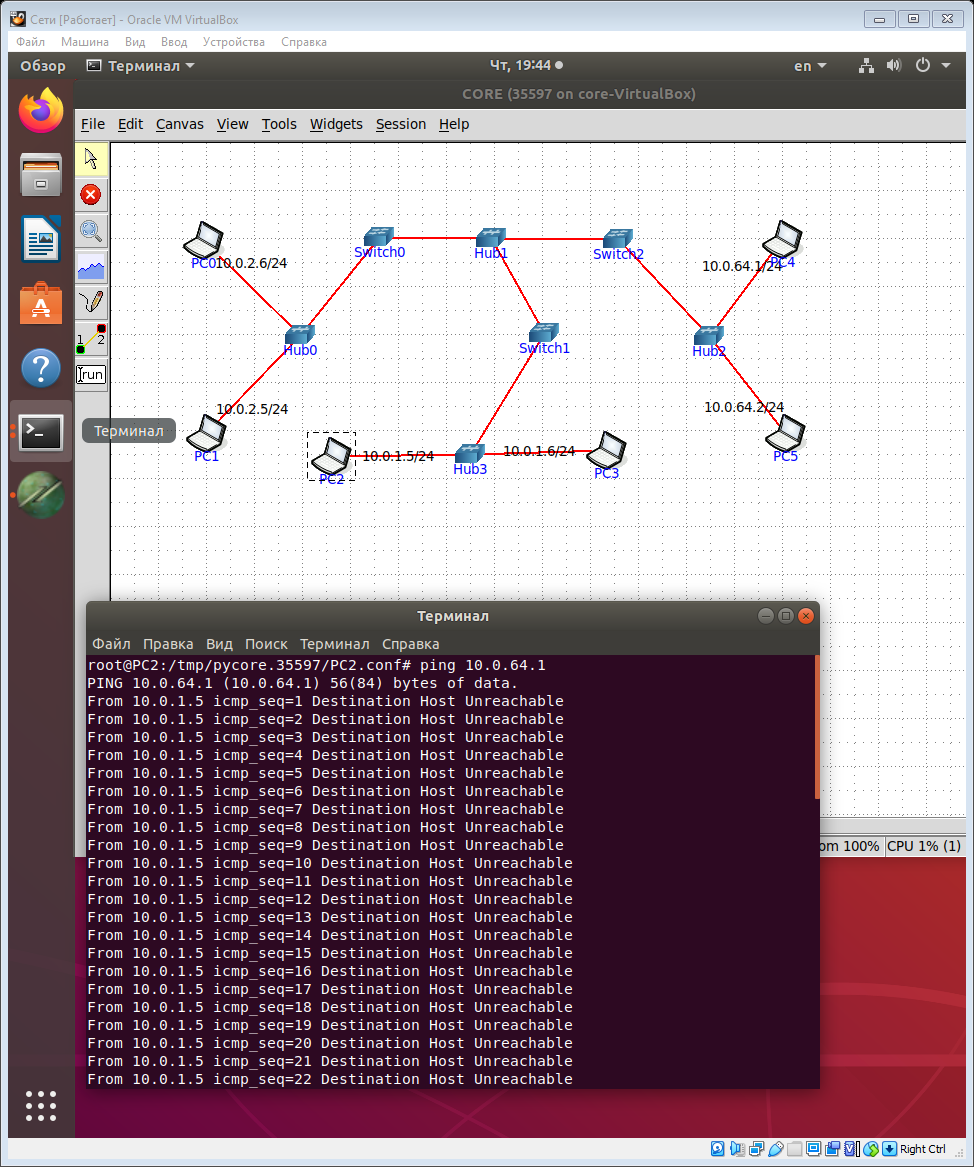 Сети [Работает] - Oracle VM VirtualBox
Файл Машина Вид Ввод Устройства Справка
Обзор Терминал Чт, 19:44 en
CORE (35597 on core-VirtualBox)
File Edit Canvas View Tools Widgets Session Help
PC0 10.0.2.6/24
Switch0
Hub1
Switch2
10.0.64.1/24
PC4
Hub0
Switch1
Hub2
1 2
run
10.0.2.5/24
PC1
Терминал
10.0.64.2/24
PC5
PC2
10.0.1.5/24
Hub3
10.0.1.6/24
PC3
Терминал
Файл Правка Вид Поиск Терминал Справка
root@PC2:/tmp/pycore.35597/PC2.conf# ping 10.0.64.1
PING 10.0.64.1 (10.0.64.1) 56(84) bytes of data.
From 10.0.1.5 icmp_seq=1 Destination Host Unreachable
From 10.0.1.5 icmp_seq=2 Destination Host Unreachable
From 10.0.1.5 icmp_seq=3 Destination Host Unreachable
From 10.0.1.5 icmp_seq=4 Destination Host Unreachable
From 10.0.1.5 icmp_seq=5 Destination Host Unreachable
From 10.0.1.5 icmp_seq=6 Destination Host Unreachable
From 10.0.1.5 icmp_seq=7 Destination Host Unreachable
From 10.0.1.5 icmp_seq=8 Destination Host Unreachable
From 10.0.1.5 icmp_seq=9 Destination Host Unreachable
From 10.0.1.5 icmp_seq=10 Destination Host Unreachable
From 10.0.1.5 icmp_seq=11 Destination Host Unreachable
From 10.0.1.5 icmp_seq=12 Destination Host Unreachable
From 10.0.1.5 icmp_seq=13 Destination Host Unreachable
From 10.0.1.5 icmp_seq=14 Destination Host Unreachable
From 10.0.1.5 icmp_seq=15 Destination Host Unreachable
From 10.0.1.5 icmp_seq=16 Destination Host Unreachable
From 10.0.1.5 icmp_seq=17 Destination Host Unreachable
From 10.0.1.5 icmp_seq=18 Destination Host Unreachable
From 10.0.1.5 icmp_seq=19 Destination Host Unreachable
From 10.0.1.5 icmp_seq=20 Destination Host Unreachable
From 10.0.1.5 icmp_seq=21 Destination Host Unreachable
From 10.0.1.5 icmp_seq=22 Destination Host Unreachable
om 100% CPU 1% (1)
Right Ctrl